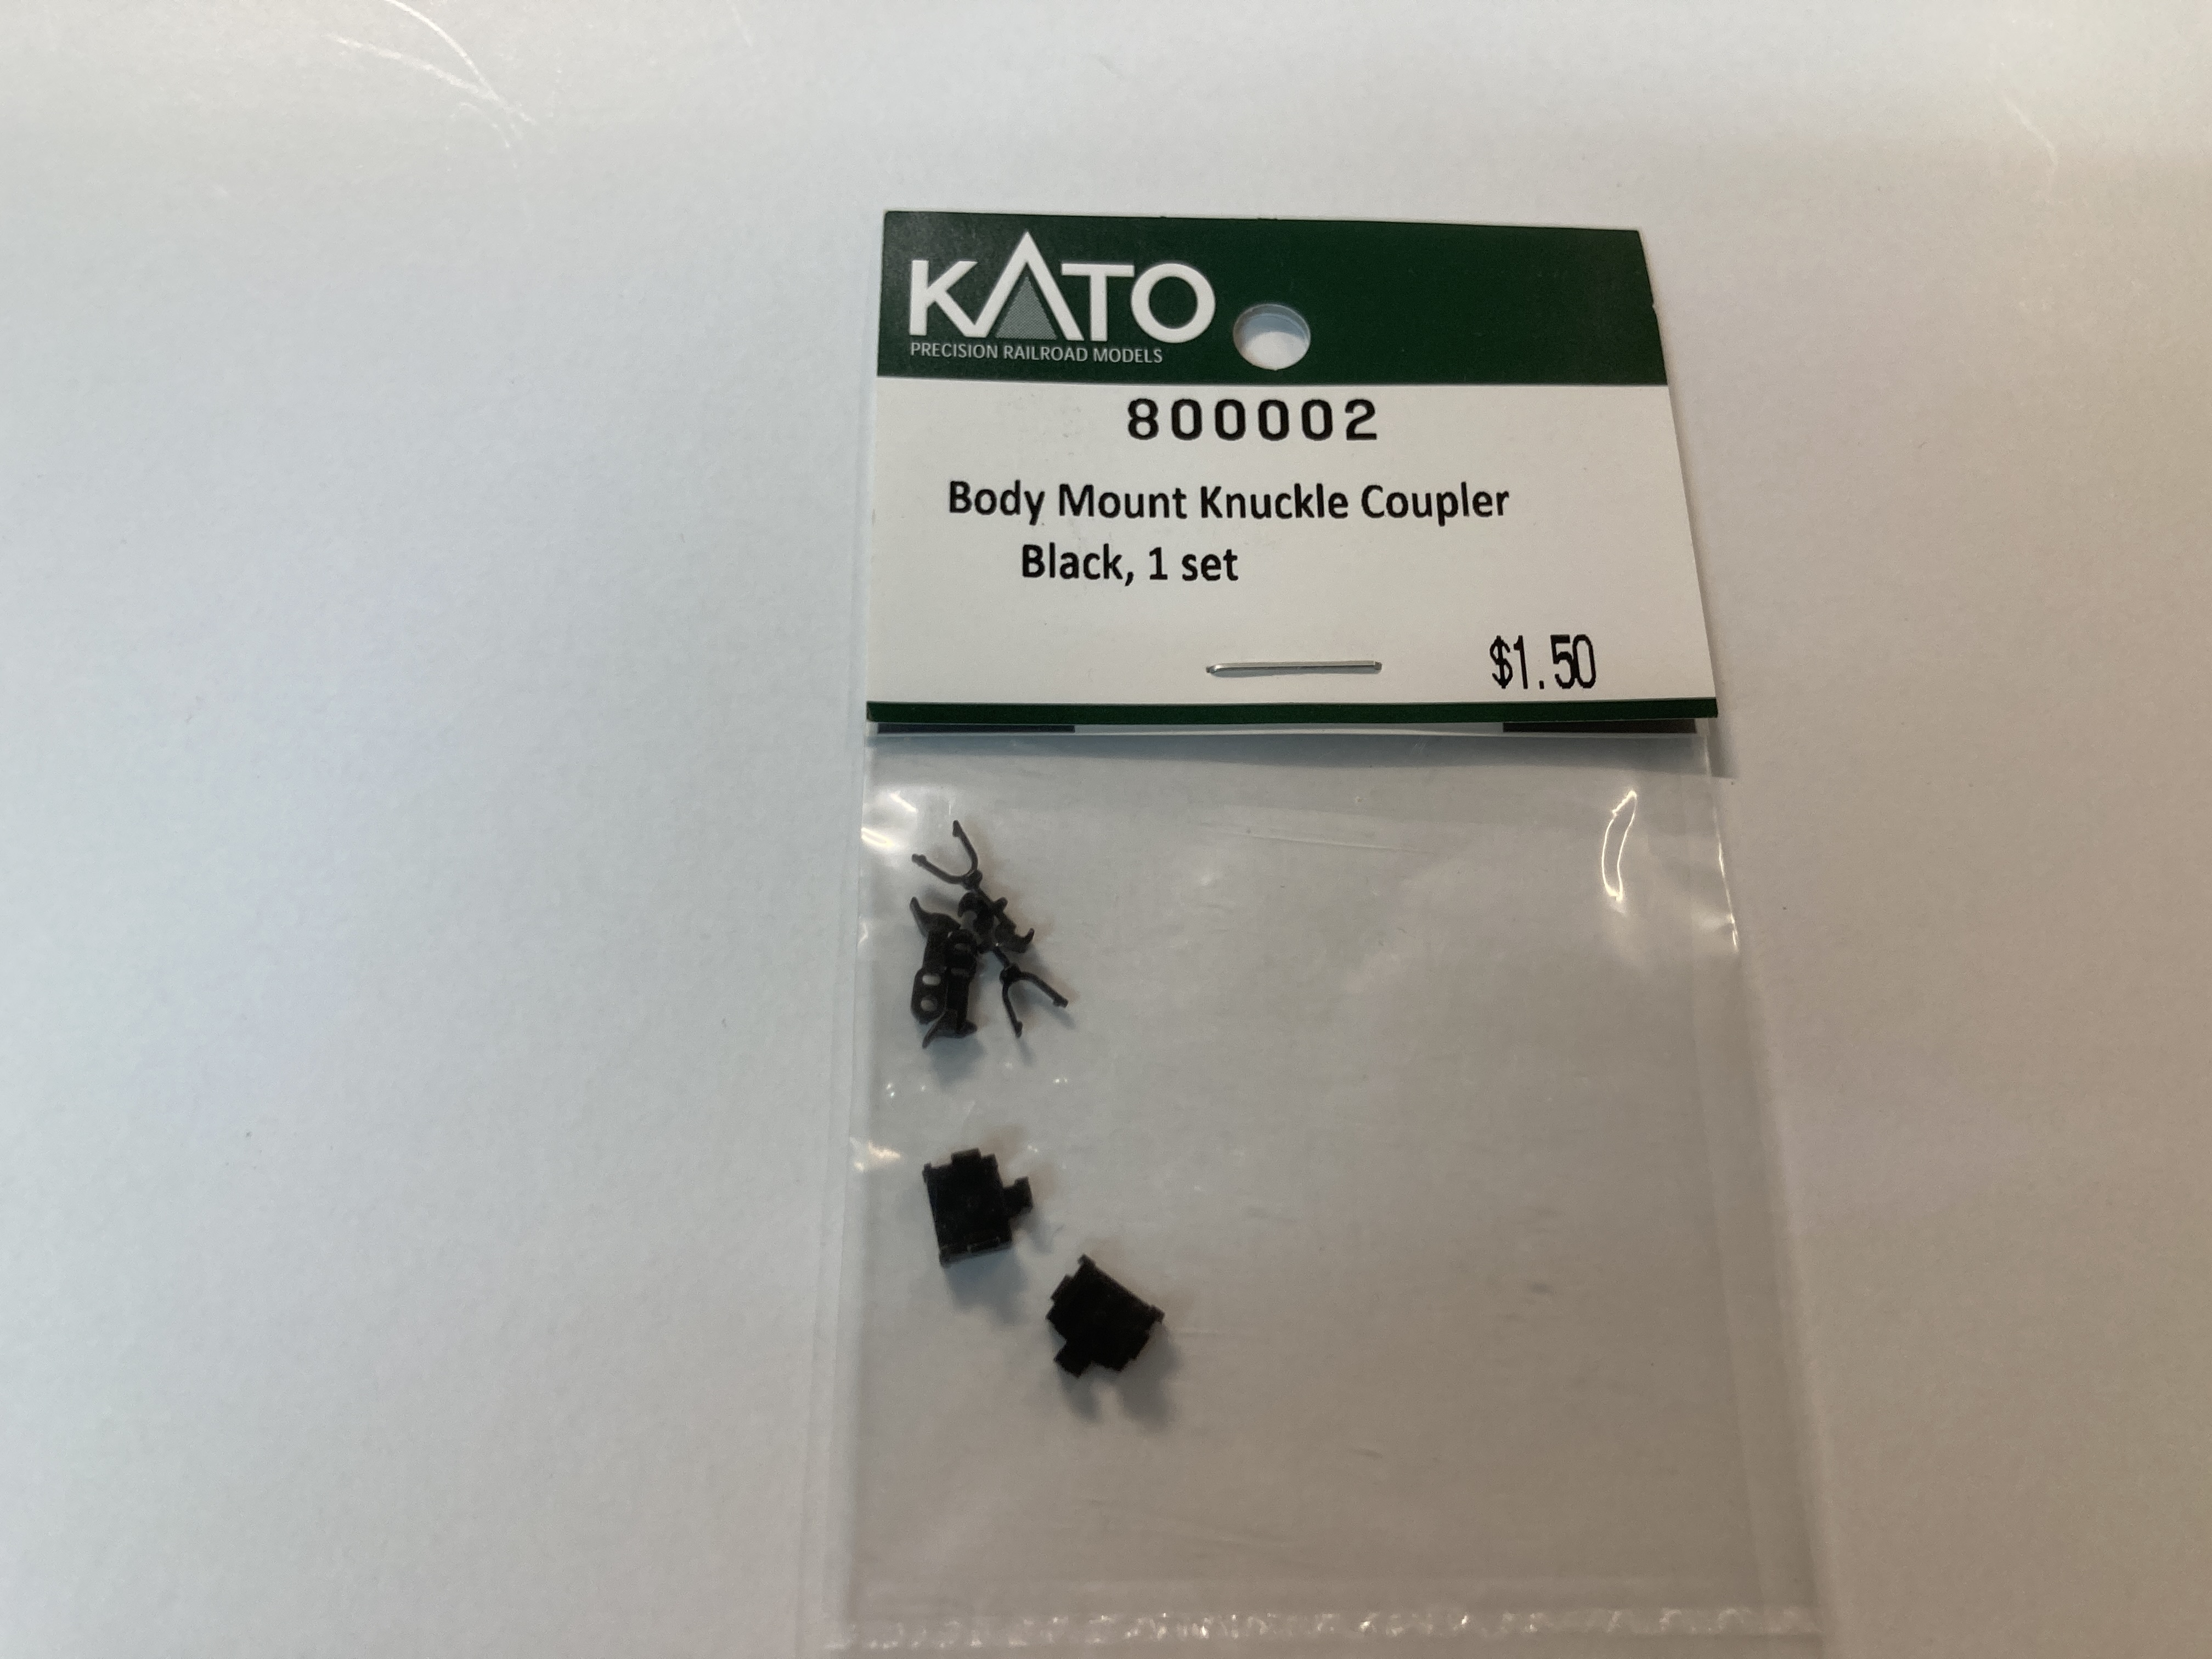 KATO
PRECISION RAILROAD MODELS
800002
Body Mount Knuckle Coupler
Black, 1 set
$1.50